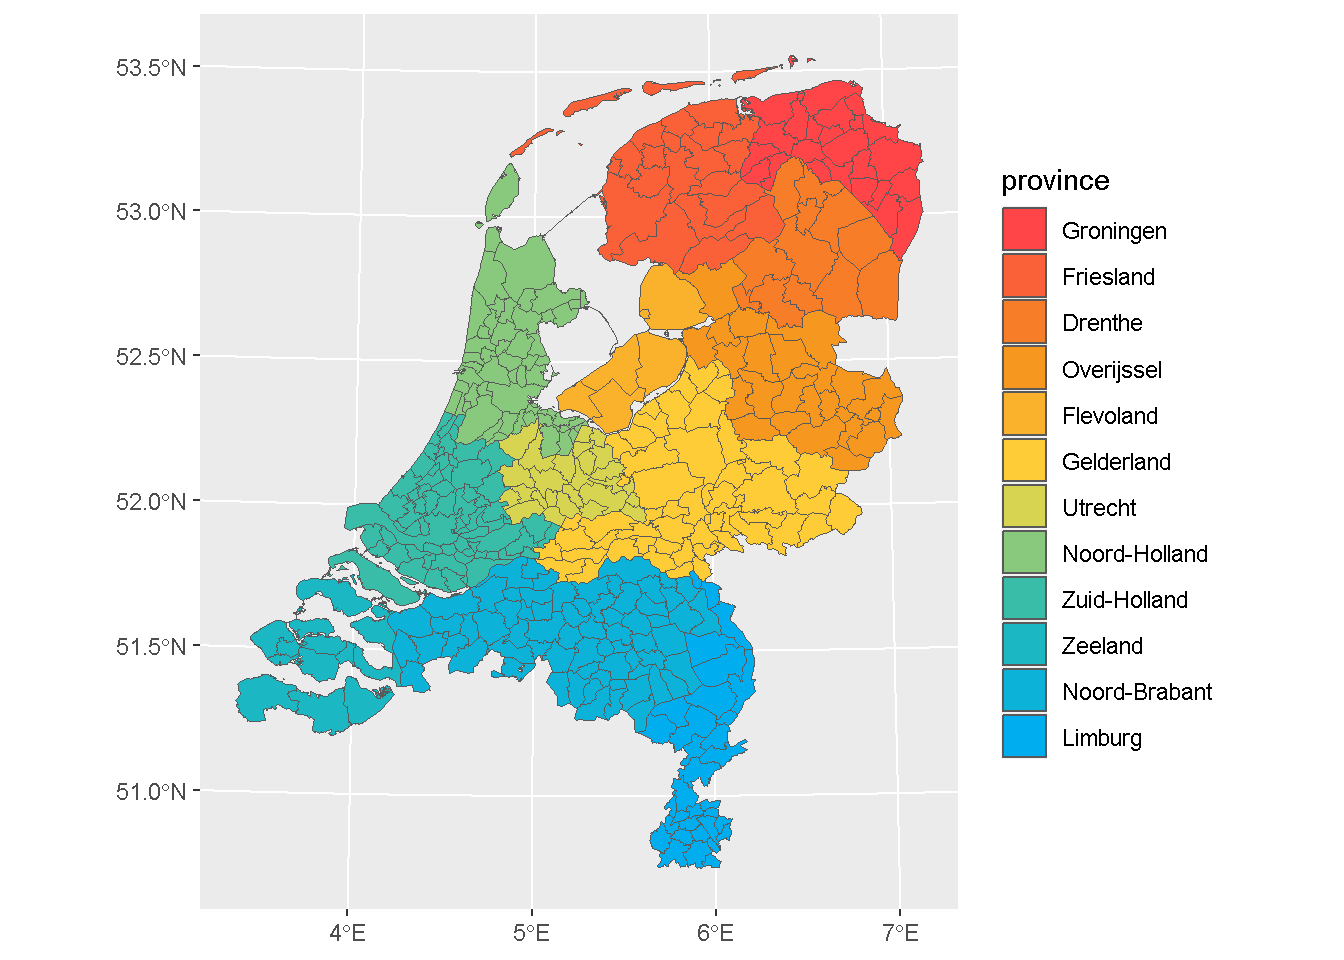 53.5°N
53.0°N
52.5°N
52.0°N
51.5°N
51.0°N
4°E
5°E
6°E
7°E
province
Groningen
Friesland
Drenthe
Overijssel
Flevoland
Gelderland
Utrecht
Noord-Holland
Zuid-Holland
Zeeland
Noord-Brabant
Limburg